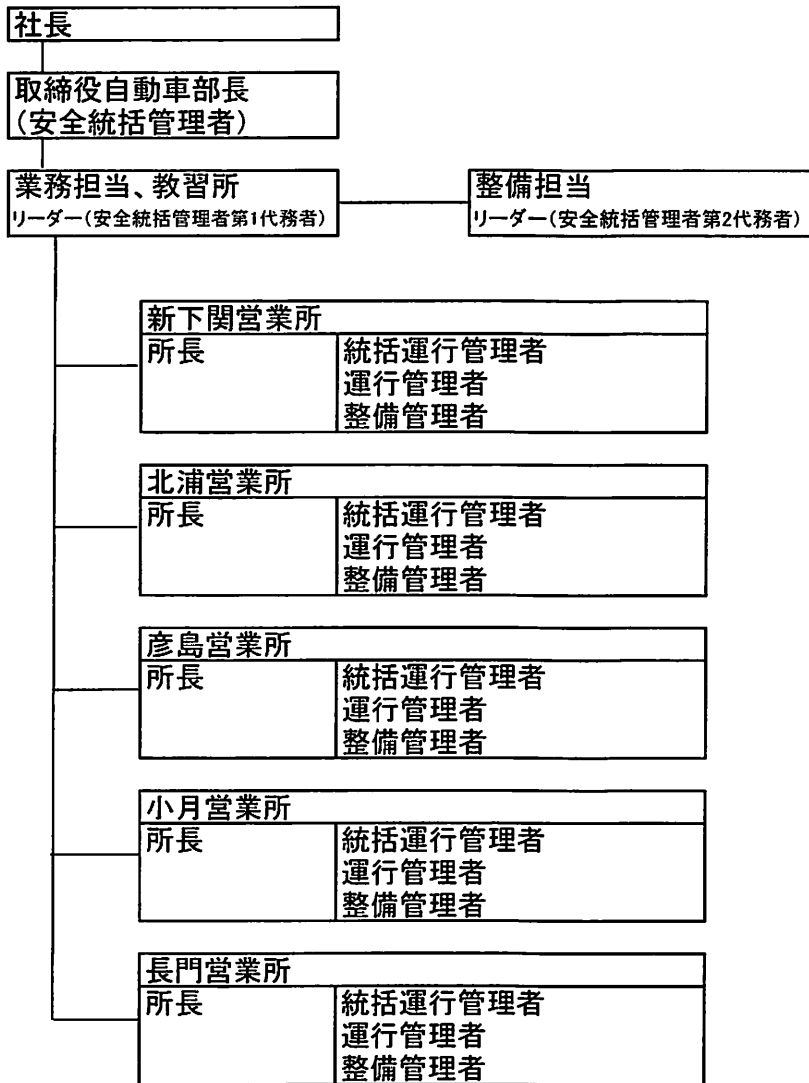 社長
取締役自動車部長
(安全統括管理者)
業務担当、教習所
リーダー(安全統括管理者第1代務者)
整備担当
リーダー(安全統括管理者第2代務者)
新下関営業所
所長
統括運行管理者
運行管理者
整備管理者
北浦営業所
所長
統括運行管理者
運行管理者
整備管理者
彦島営業所
所長
統括運行管理者
運行管理者
整備管理者
小月営業所
所長
統括運行管理者
運行管理者
整備管理者
長門営業所
所長
統括運行管理者
運行管理者
整備管理者